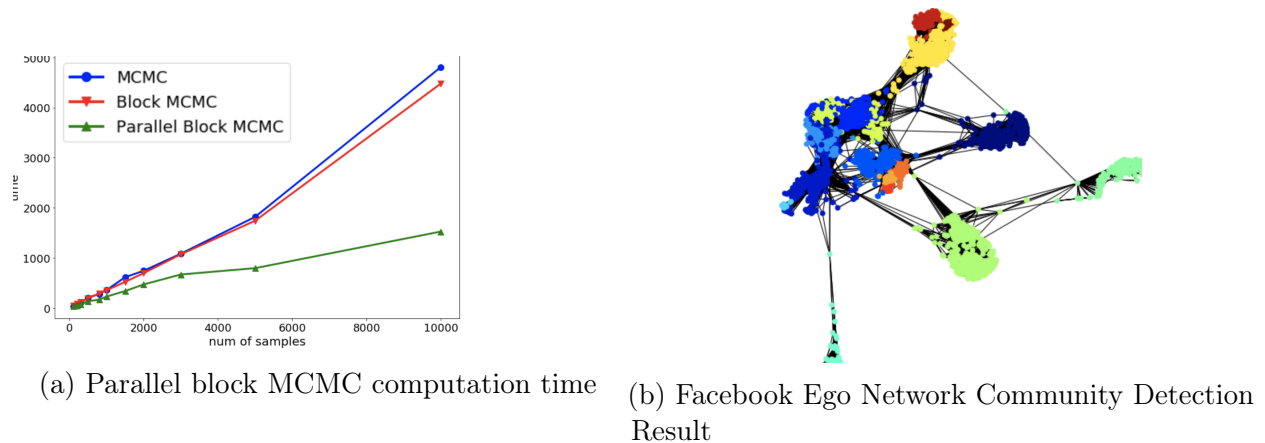 5000
4000
3000
2000
1000
0
MCMC
Block MCMC
Parallel Block MCMC
0 2000 4000 6000 8000 10000
num of samples
(a) Parallel block MCMC computation time
(b) Facebook Ego Network Community Detection
Result